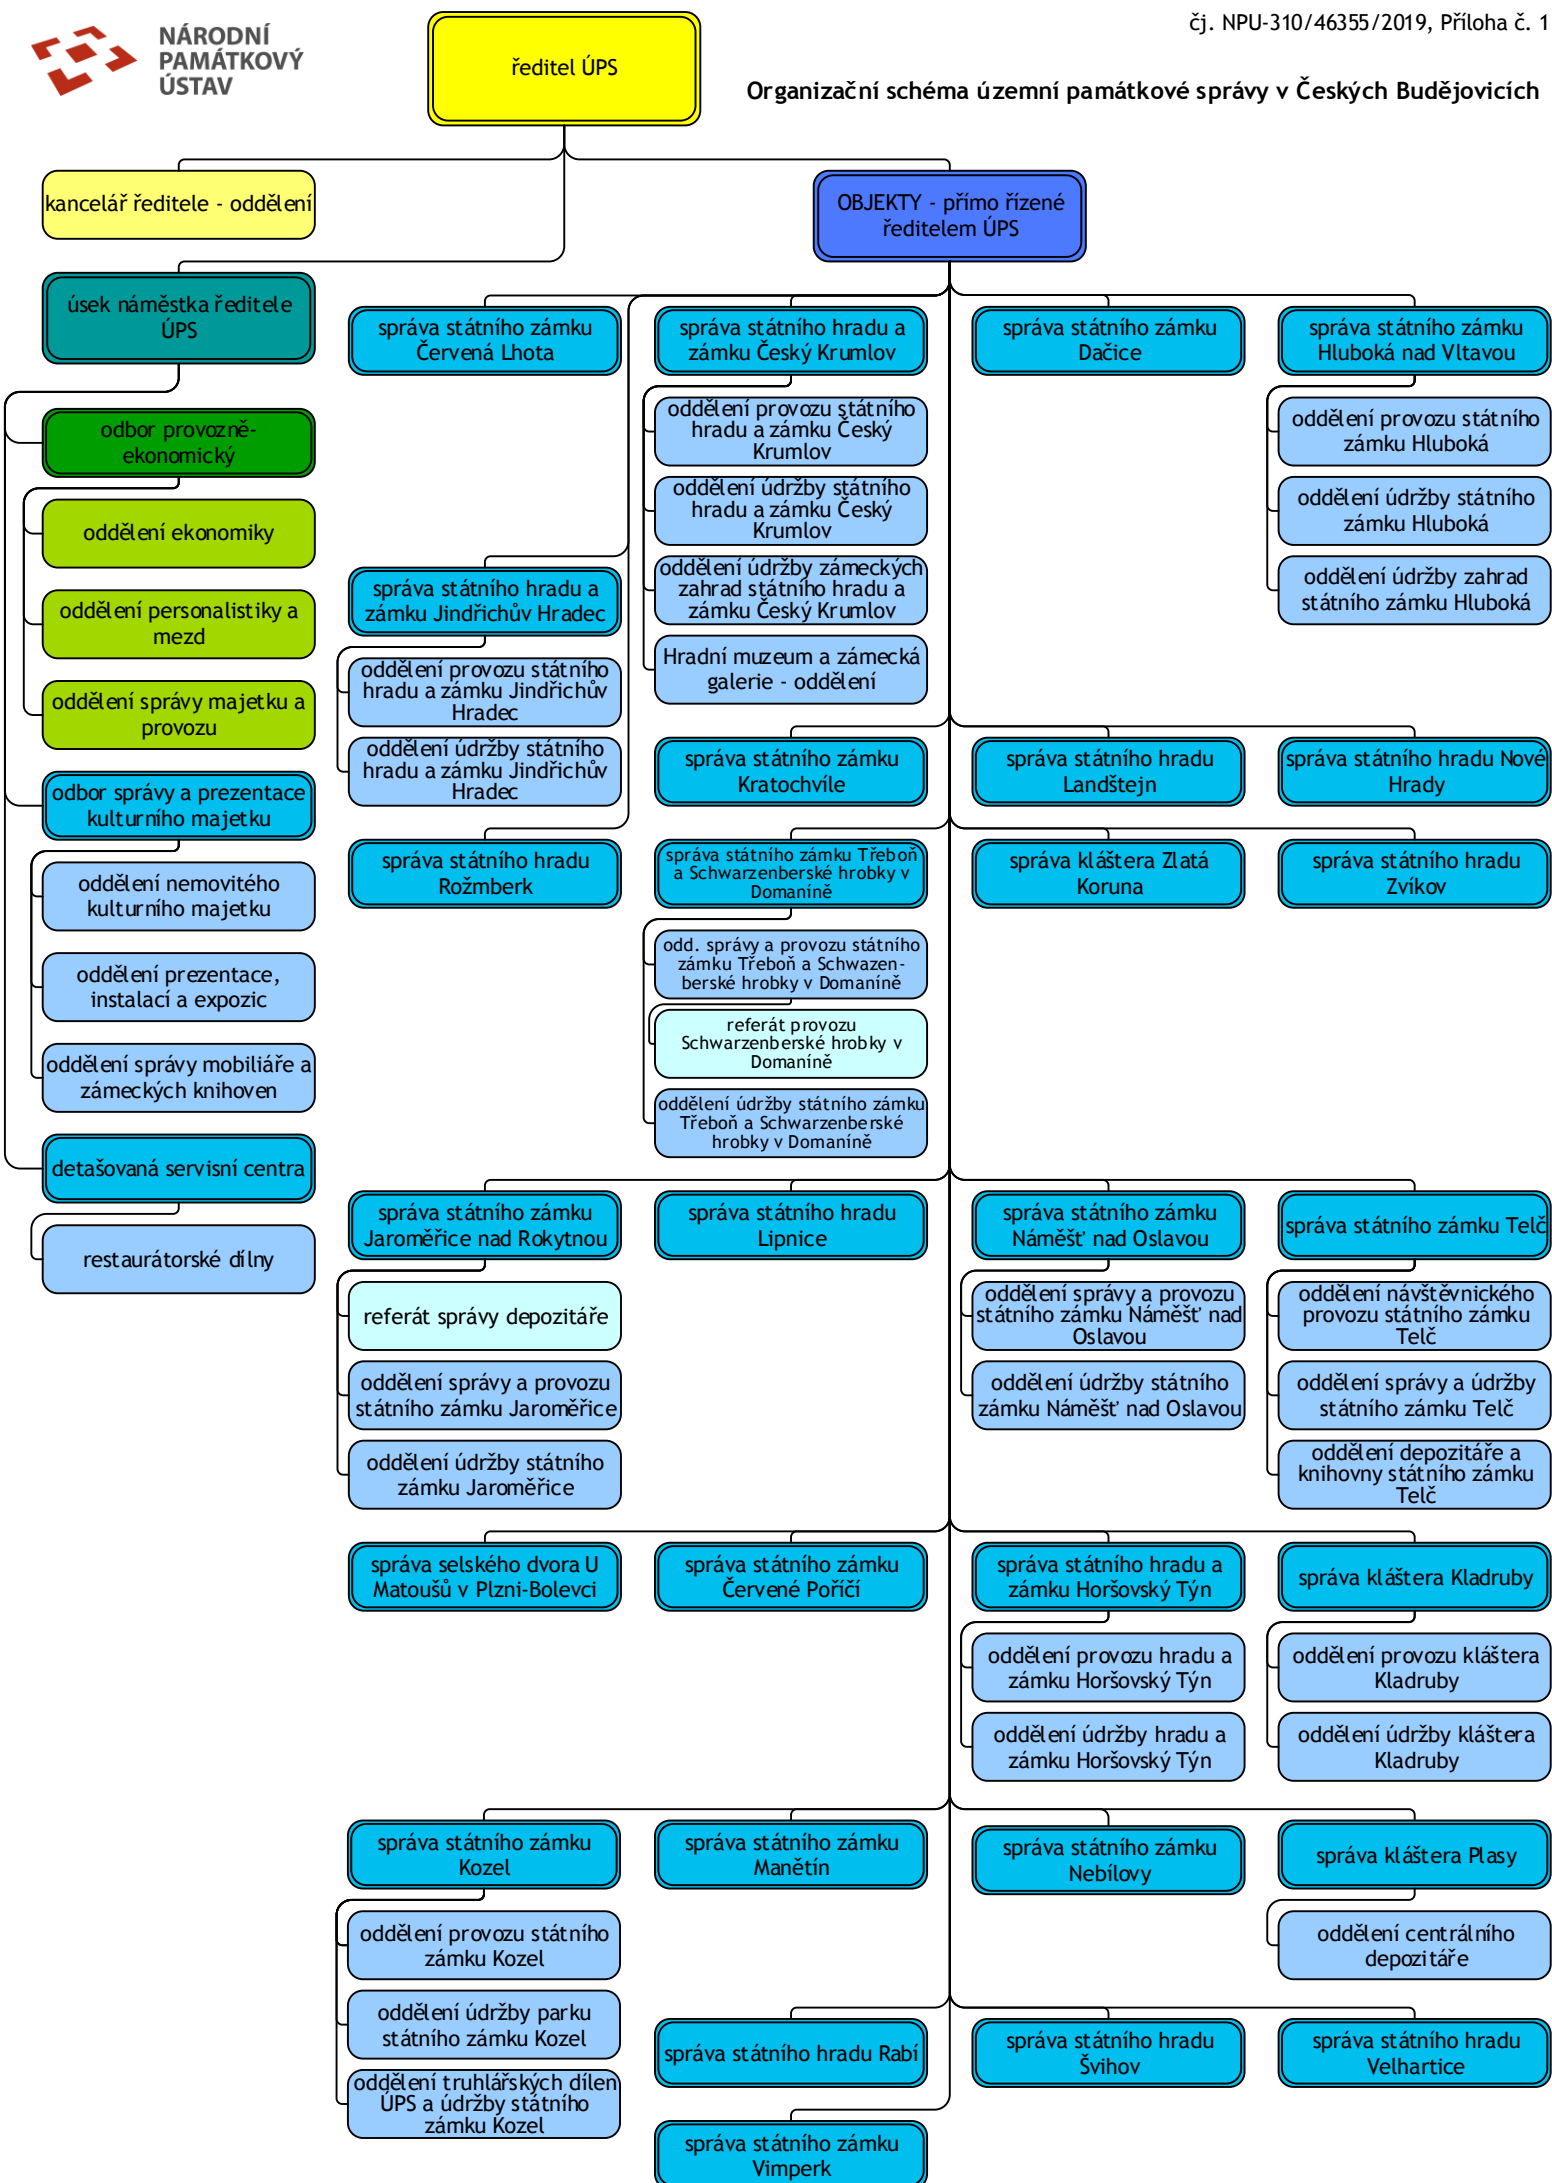 čj. NPU-310/46355/2019, Příloha č. 1
NÁRODNÍ
PAMÁTKOVÝ
ÚSTAV
ředitel ÚPS
Organizační schéma územní památkové správy v Českých Budějovicích
kancelář ředitele - oddělení
OBJEKTY - přímo řízené
ředitelem ÚPS
úsek náměstka ředitele
ÚPS
odbor provozně-
ekonomický
oddělení ekonomiky
oddělení personalistiky a
mezd
oddělení správy majetku a
provozu
odbor správy a prezentace
kulturního majetku
oddělení nemovitého
kulturního majetku
oddělení prezentace,
instalací a expozic
oddělení správy mobiliáře a
zámeckých knihoven
detašovaná servisní centra
restaurátorské dílny
správa státního zámku
Červená Lhota
správa státního hradu a
zámku Český Krumlov
oddělení provozu státního
hradu a zámku Český
Krumlov
oddělení údržby státního
hradu a zámku Český
Krumlov
oddělení údržby zámeckých
zahrad státního hradu a
zámku Český Krumlov
Hradní muzeum a zámecká
galerie - oddělení
správa státního zámku
Dačice
správa státního zámku
Hluboká nad Vltavou
oddělení provozu státního
zámku Hluboká
oddělení údržby státního
zámku Hluboká
oddělení údržby zahrad
státního zámku Hluboká
správa státního hradu a
zámku Jindřichův Hradec
oddělení provozu státního
hradu a zámku Jindřichův
Hradec
oddělení údržby státního
hradu a zámku Jindřichův
Hradec
správa státního zámku
Kratochvíle
správa státního hradu
Landštejn
správa státního hradu Nové
Hrady
správa státního hradu
Rožmberk
správa státního zámku Třeboň
a Schwarzenberské hrobky v
Domaníně
odd. správy a provozu státního
zámku Třeboň a Schwazen-
berské hrobky v Domaníně
referát provozu
Schwarzenberské hrobky v
Domaníně
oddělení údržby státního zámku
Třeboň a Schwarzenberské
hrobky v Domaníně
správa kláštera Zlatá
Koruna
správa státního hradu
Zvíkov
správa státního zámku
Jaroměřice nad Rokytnou
referát správy depozitáře
oddělení správy a provozu
státního zámku Jaroměřice
oddělení údržby státního
zámku Jaroměřice
správa státního hradu
Lipnice
správa státního zámku
Náměšť nad Oslavou
oddělení správy a provozu
státního zámku Náměšť nad
Oslavou
oddělení údržby státního
zámku Náměšť nad Oslavou
správa státního zámku Telč
oddělení návštěvnického
provozu státního zámku
Telč
oddělení správy a údržby
státního zámku Telč
oddělení depozitáře a
knihovny státního zámku
Telč
správa selského dvora U
Matoušů v Plzni-Bolevci
správa státního zámku
Červené Poříčí
správa státního hradu a
zámku Horšovský Týn
oddělení provozu hradu a
zámku Horšovský Týn
oddělení údržby hradu a
zámku Horšovský Týn
správa kláštera Kladruby
oddělení provozu kláštera
Kladruby
oddělení údržby kláštera
Kladruby
správa státního zámku
Kozel
oddělení provozu státního
zámku Kozel
oddělení údržby parku
státního zámku Kozel
oddělení truhlářských dílen
ÚPS a údržby státního
zámku Kozel
správa státního zámku
Manětín
správa státního zámku
Nebílovy
správa kláštera Plasy
oddělení centrálního
depozitáře
správa státního hradu Rabí
správa státního hradu
Švihov
správa státního hradu
Velhartice
správa státního zámku
Vimperk